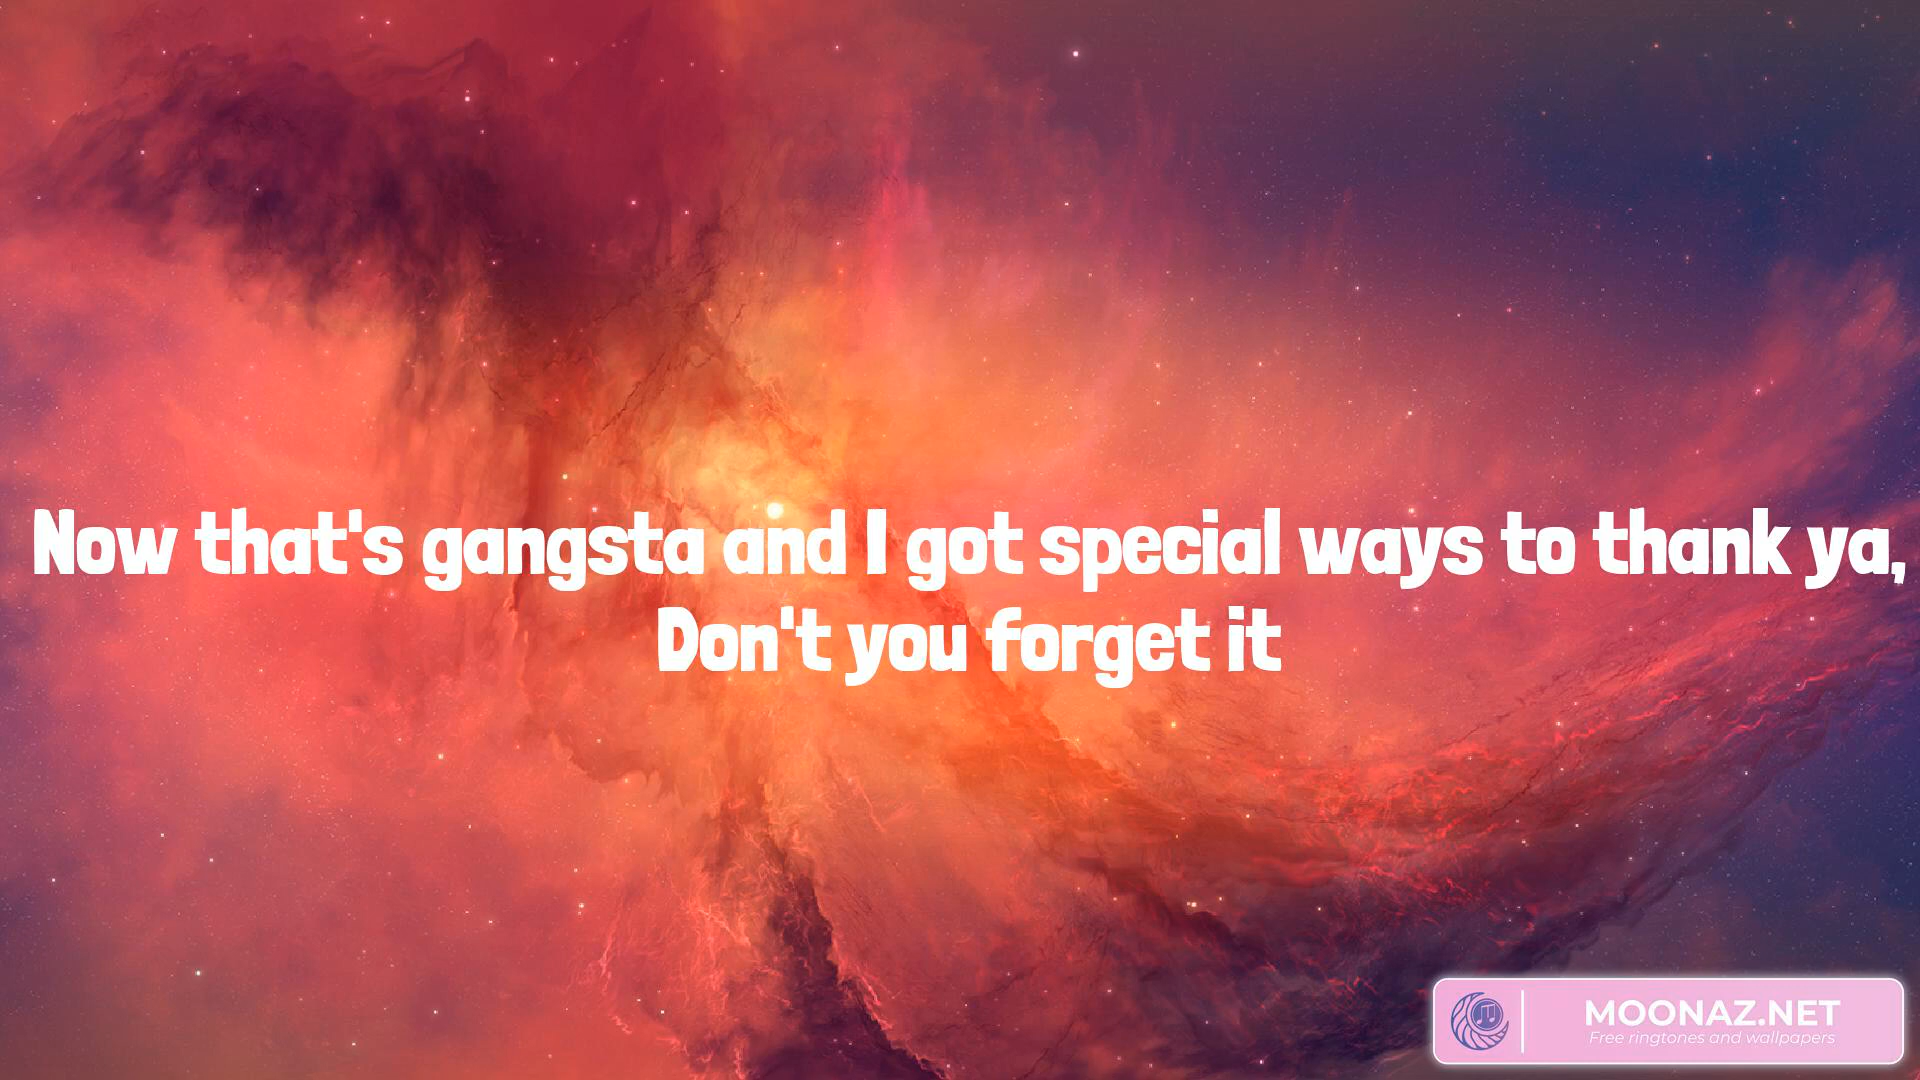 Now that's gangsta and I got special ways to thank ya,
Don't you forget it
MOONAZ.NET
Free ringtones and wallpapers